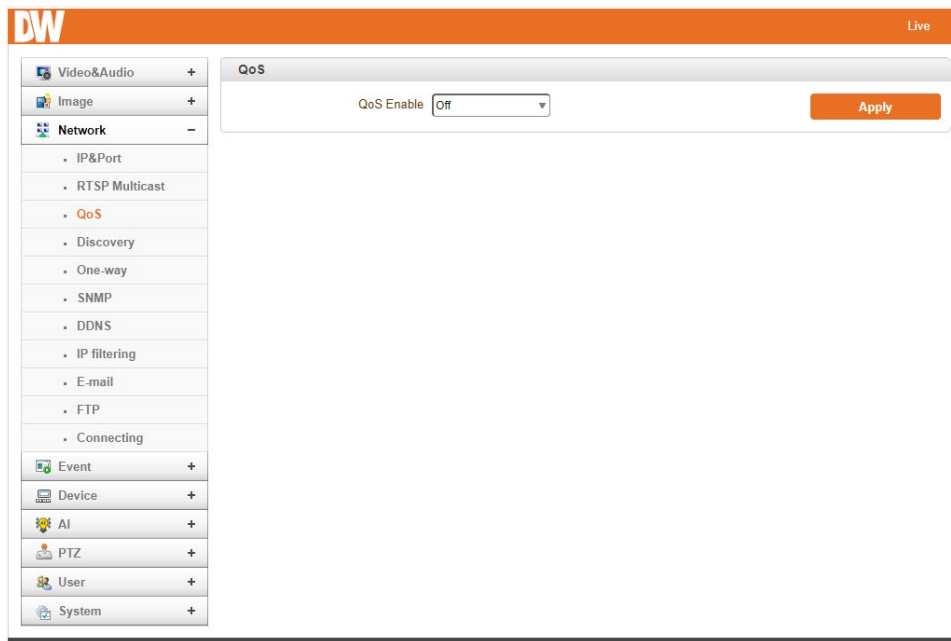 DW
Live
Video&Audio +
Image +
Network -
IP&Port
RTSP Multicast
QoS
Discovery
One-way
SNMP
DDNS
IP filtering
E-mail
FTP
Connecting
Event +
Device +
AI +
PTZ +
User +
System +
QoS
QoS Enable Off
Apply